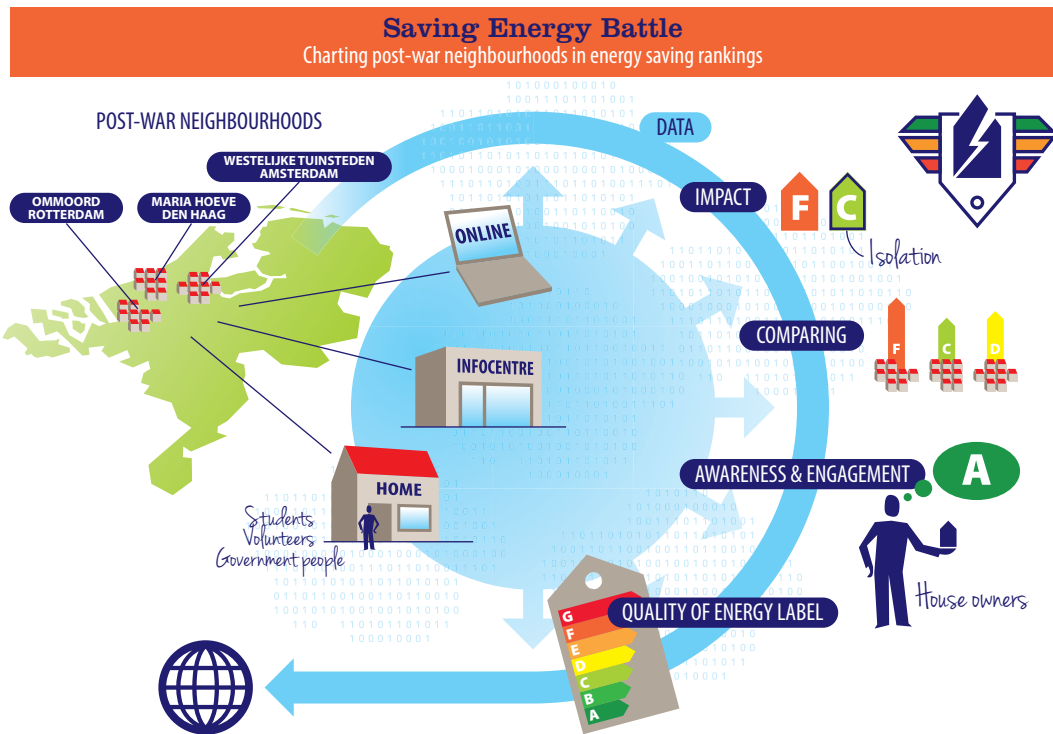 Saving Energy Battle
Charting post-war neighbourhoods in energy saving rankings
POST-WAR NEIGHBOURHOODS
WESTELIJKE TUINSTEDEN
AMSTERDAM
OMMOORD
ROTTERDAM
MARIA HOEVE
DEN HAAG
DATA
IMPACT
F
C
Isolation
ONLINE
COMPARING
F
C
D
INFOCENTRE
AWARENESS & ENGAGEMENT
A
HOME
Students
Volunteers
Government people
House owners
QUALITY OF ENERGY LABEL
G
F
E
D
C
B
A